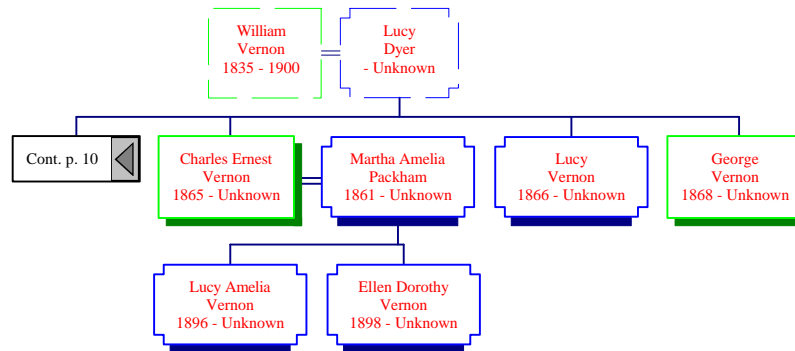 William
Vernon
1835 - 1900
Lucy
Dyer
- Unknown
Cont. p. 10
Charles Ernest
Vernon
1865 - Unknown
Martha Amelia
Packham
1861 - Unknown
Lucy
Vernon
1866 - Unknown
George
Vernon
1868 - Unknown
Lucy Amelia
Vernon
1896 - Unknown
Ellen Dorothy
Vernon
1898 - Unknown